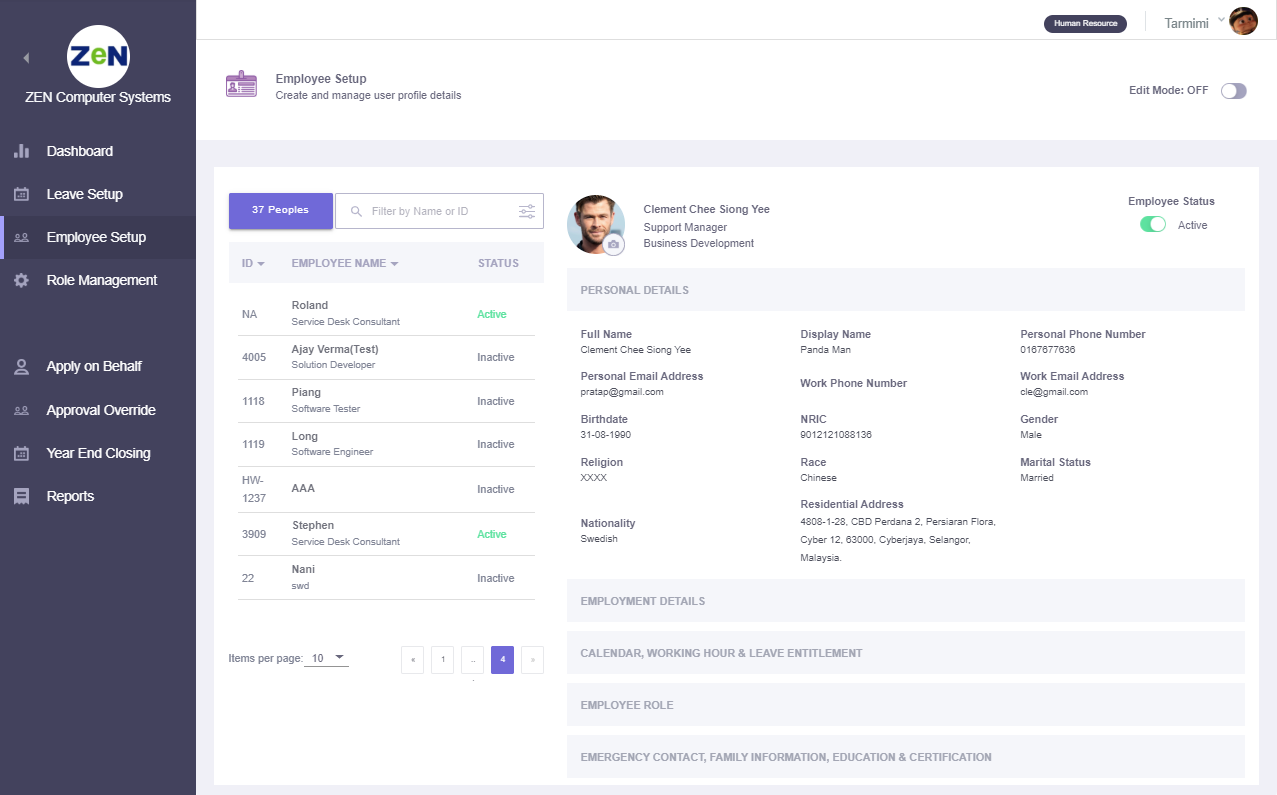 ZeN
ZEN Computer Systems
Dashboard
Leave Setup
Employee Setup
Role Management
Apply on Behalf
Approval Override
Year End Closing
Reports
Human Resource
Tarmimi
Employee Setup
Create and manage user profile details
Edit Mode: OFF
37 Peoples
Filter by Name or ID
ID EMPLOYEE NAME STATUS
NA Roland Active
Service Desk Consultant
4005 Ajay Verma(Test) Inactive
Solution Developer
1118 Piang Inactive
Software Tester
1119 Long Inactive
Software Engineer
HW-
1237 AAA Inactive
3909 Stephen Active
Service Desk Consultant
22 Nani Inactive
swd
Items per page: 10
« 1 ... 4 »
Clement Chee Siong Yee
Support Manager
Business Development
Employee Status
Active
PERSONAL DETAILS
Full Name Display Name Personal Phone Number
Clement Chee Siong Yee Panda Man 0167677636
Personal Email Address Work Phone Number Work Email Address
pratap@gmail.com cle@gmail.com
Birthdate NRIC Gender
31-08-1990 9012121088136 Male
Religion Race Marital Status
XXXX Chinese Married
Nationality
Swedish
Residential Address
4808-1-28, CBD Perdana 2, Persiaran Flora,
Cyber 12, 63000, Cyberjaya, Selangor,
Malaysia.
EMPLOYMENT DETAILS
CALENDAR, WORKING HOUR & LEAVE ENTITLEMENT
EMPLOYEE ROLE
EMERGENCY CONTACT, FAMILY INFORMATION, EDUCATION & CERTIFICATION